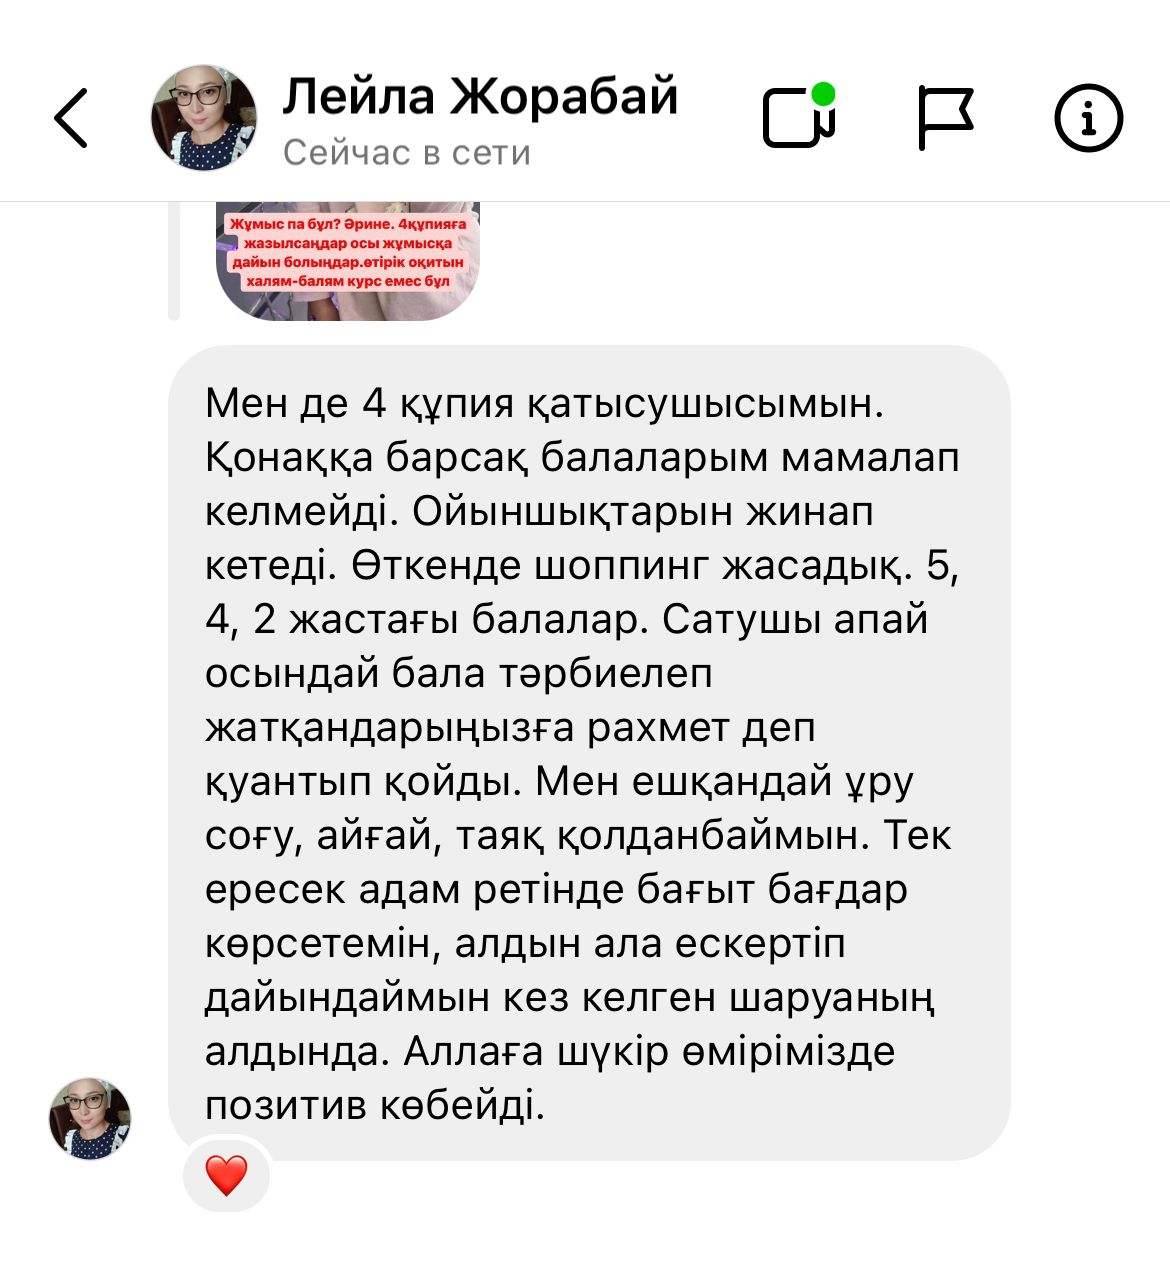 Лейла Жорабай
Сейчас в сети
Жұмыс па бұл? Әрине. 4құпияға
жазылсаңдар осы жұмысқа
дайын болыңдар.өтірік оқитын
халям-балям курс емес бұл
Мен де 4 құпия қатысушысымын.
Қонаққа барсақ балаларым мамалап
келмейді. Ойыншықтарын жинап
кетеді. Өткенде шоппинг жасадық. 5,
4, 2 жастағы балалар. Сатушы апай
осындай бала тәрбиелеп
жатқандарыңызға рахмет деп
қуантып қойды. Мен ешқандай ұру
соғу, айғай, таяқ қолданбаймын. Тек
ересек адам ретінде бағыт бағдар
көрсетемін, алдын ала ескертіп
дайындаймын кез келген шаруаның
алдында. Аллаға шүкір өмірімізде
позитив көбейді.